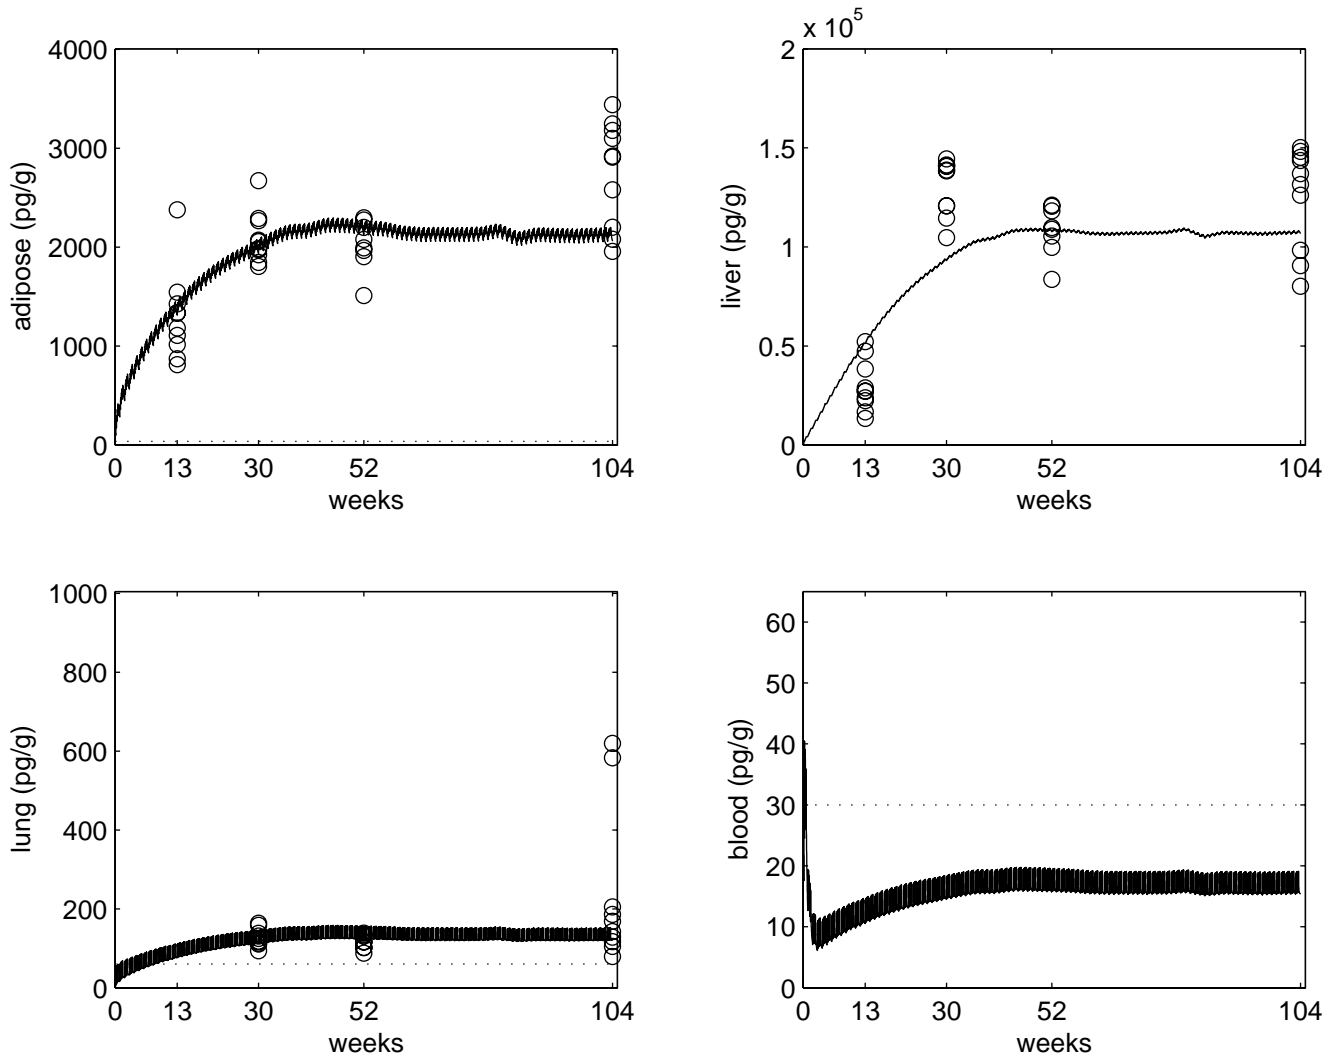 adipose (pg/g)
4000
3000
2000
1000
0
0 13 30 52 104
weeks
x 10^5
liver (pg/g)
2
1.5
1
0.5
0
0 13 30 52 104
weeks
lung (pg/g)
1000
800
600
400
200
0
0 13 30 52 104
weeks
blood (pg/g)
60
50
40
30
20
10
0
0 13 30 52 104
weeks